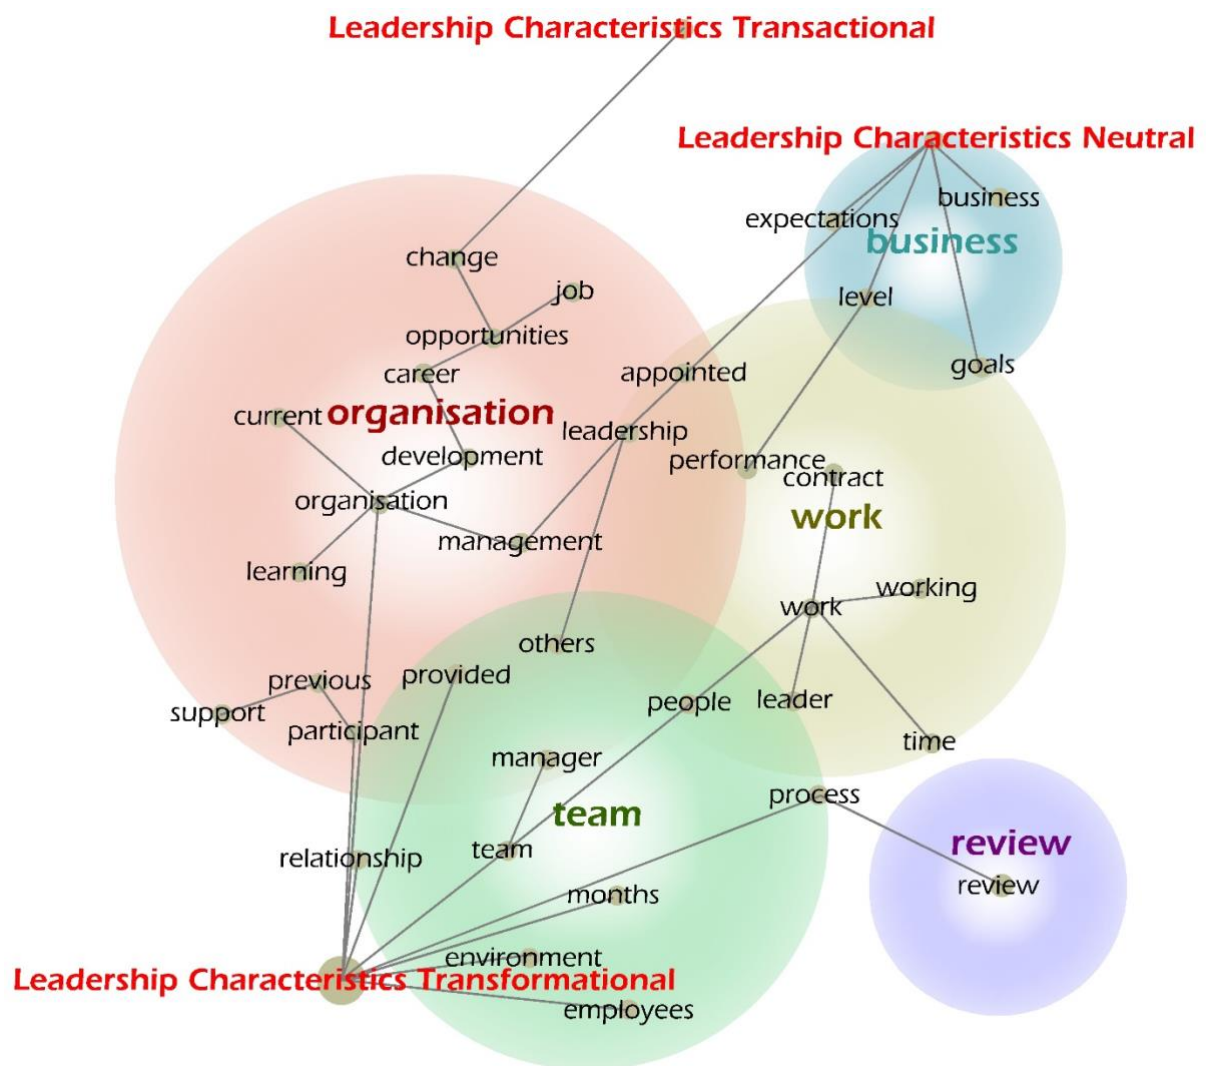 Leadership Characteristics Transactional
Leadership Characteristics Neutral
business
expectations
business
change
job
level
opportunities
goals
career
appointed
current
organisation
leadership
development
performance
contract
organisation
work
management
learning
working
work
others
previous
provided
people
leader
support
participant
time
manager
process
team
review
team
relationship
months
review
environment
Leadership Characteristics Transformational
employees